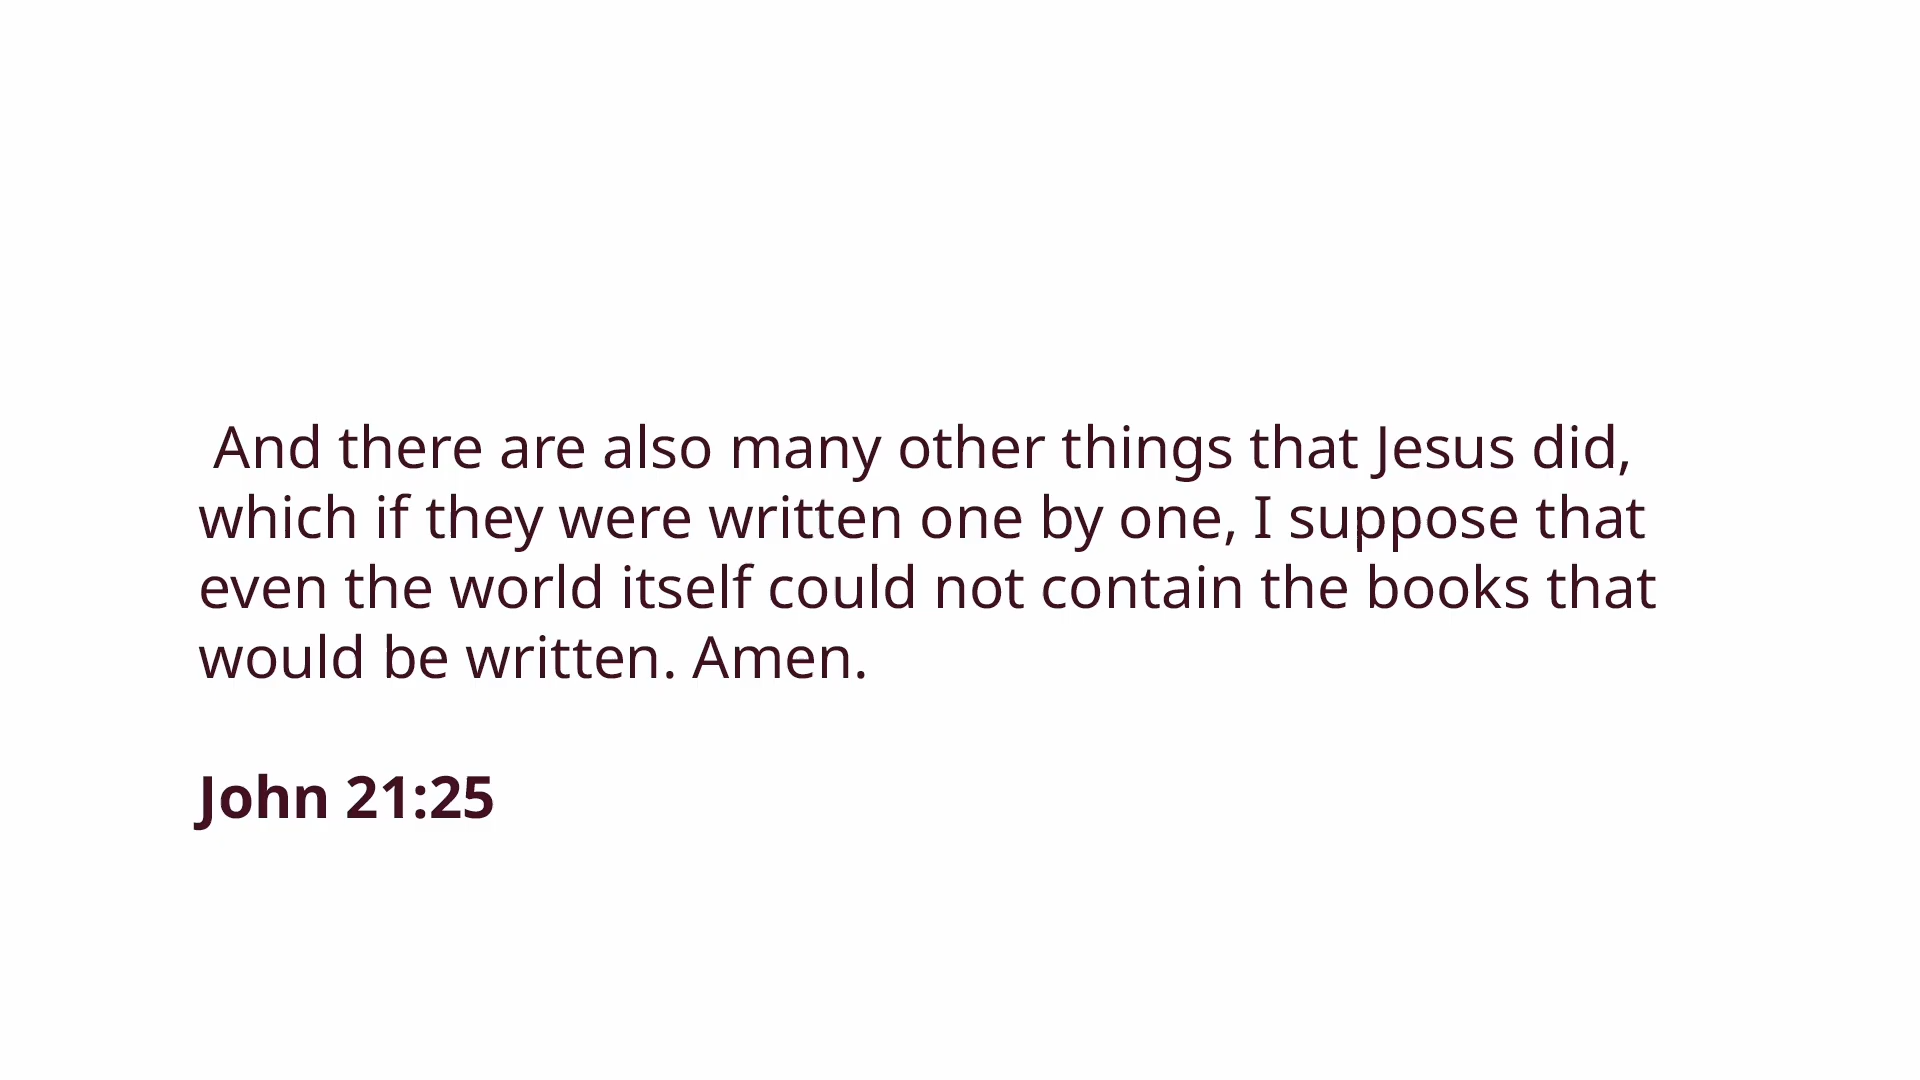 And there are also many other things that Jesus did,
which if they were written one by one, I suppose that
even the world itself could not contain the books that
would be written. Amen.
John 21:25